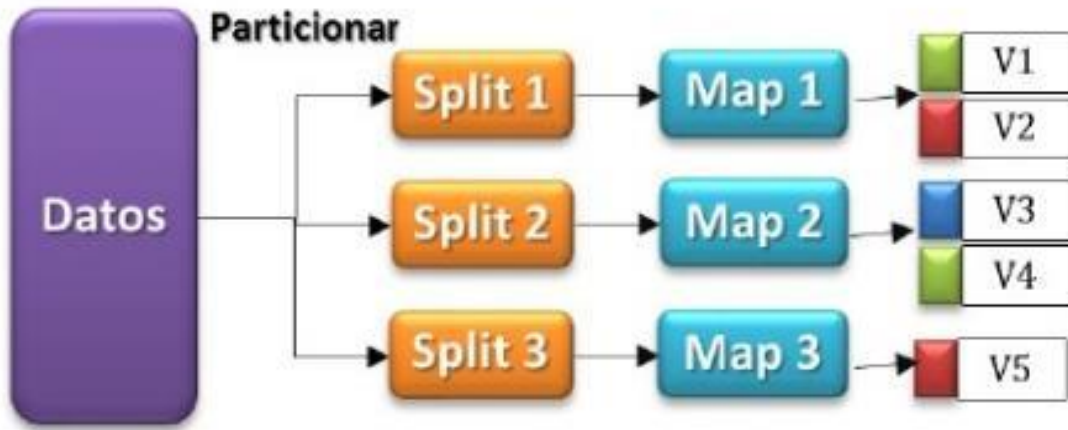 Particionar
Datos
Split 1
Map 1
V1
V2
Split 2
Map 2
V3
V4
Split 3
Map 3
V5